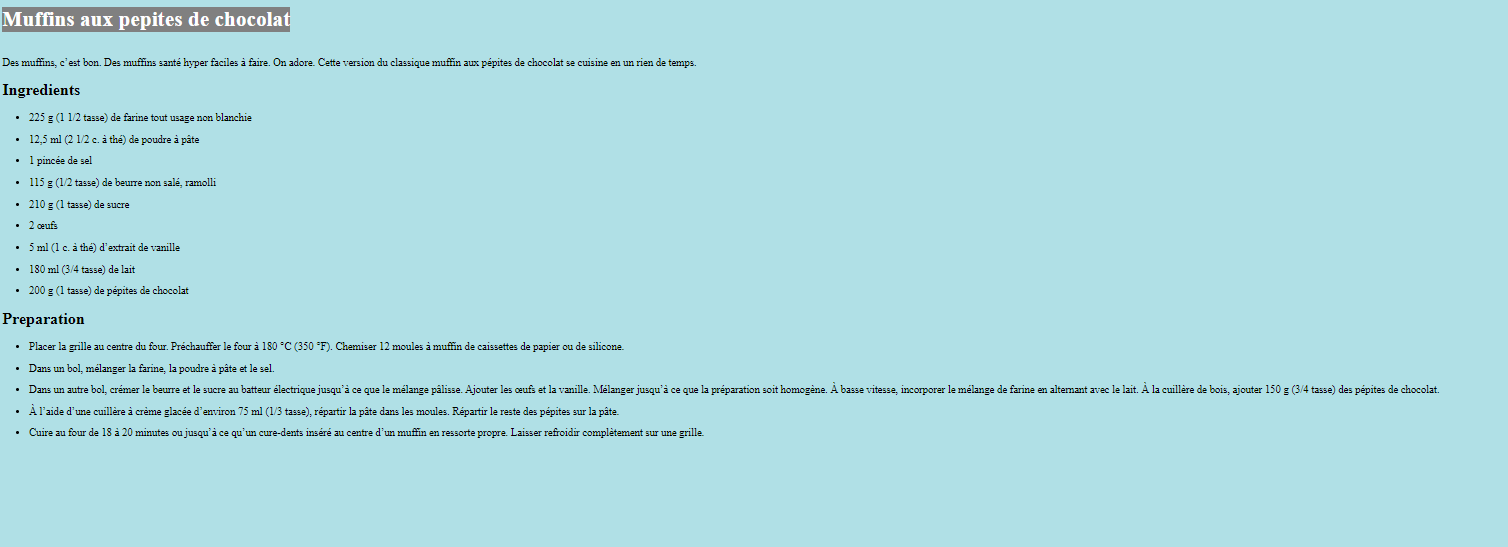 Muffins aux pepites de chocolat
Des muffins, c’est bon. Des muffins santé hyper faciles à faire. On adore. Cette version du classique muffin aux pépites de chocolat se cuisine en un rien de temps.
Ingredients
• 225 g (1 1/2 tasse) de farine tout usage non blanchie
• 12,5 ml (2 1/2 c. à thé) de poudre à pâte
• 1 pincée de sel
• 115 g (1/2 tasse) de beurre non salé, ramolli
• 210 g (1 tasse) de sucre
• 2 œufs
• 5 ml (1 c. à thé) d’extrait de vanille
• 180 ml (3/4 tasse) de lait
• 200 g (1 tasse) de pépites de chocolat
Preparation
• Placer la grille au centre du four. Préchauffer le four à 180 °C (350 °F). Chemiser 12 moules à muffin de caissettes de papier ou de silicone.
• Dans un bol, mélanger la farine, la poudre à pâte et le sel.
• Dans un autre bol, crémer le beurre et le sucre au batteur électrique jusqu’à ce que le mélange pâlisse. Ajouter les œufs et la vanille. Mélanger jusqu’à ce que la préparation soit homogène. À basse vitesse, incorporer le mélange de farine en alternant avec le lait. À la cuillère de bois, ajouter 150 g (3/4 tasse) des pépites de chocolat.
• À l’aide d’une cuillère à crème glacée d’environ 75 ml (1/3 tasse), répartir la pâte dans les moules. Répartir le reste des pépites sur la pâte.
• Cuire au four de 18 à 20 minutes ou jusqu’à ce qu’un cure-dents inséré au centre d’un muffin en ressorte propre. Laisser refroidir complètement sur une grille.